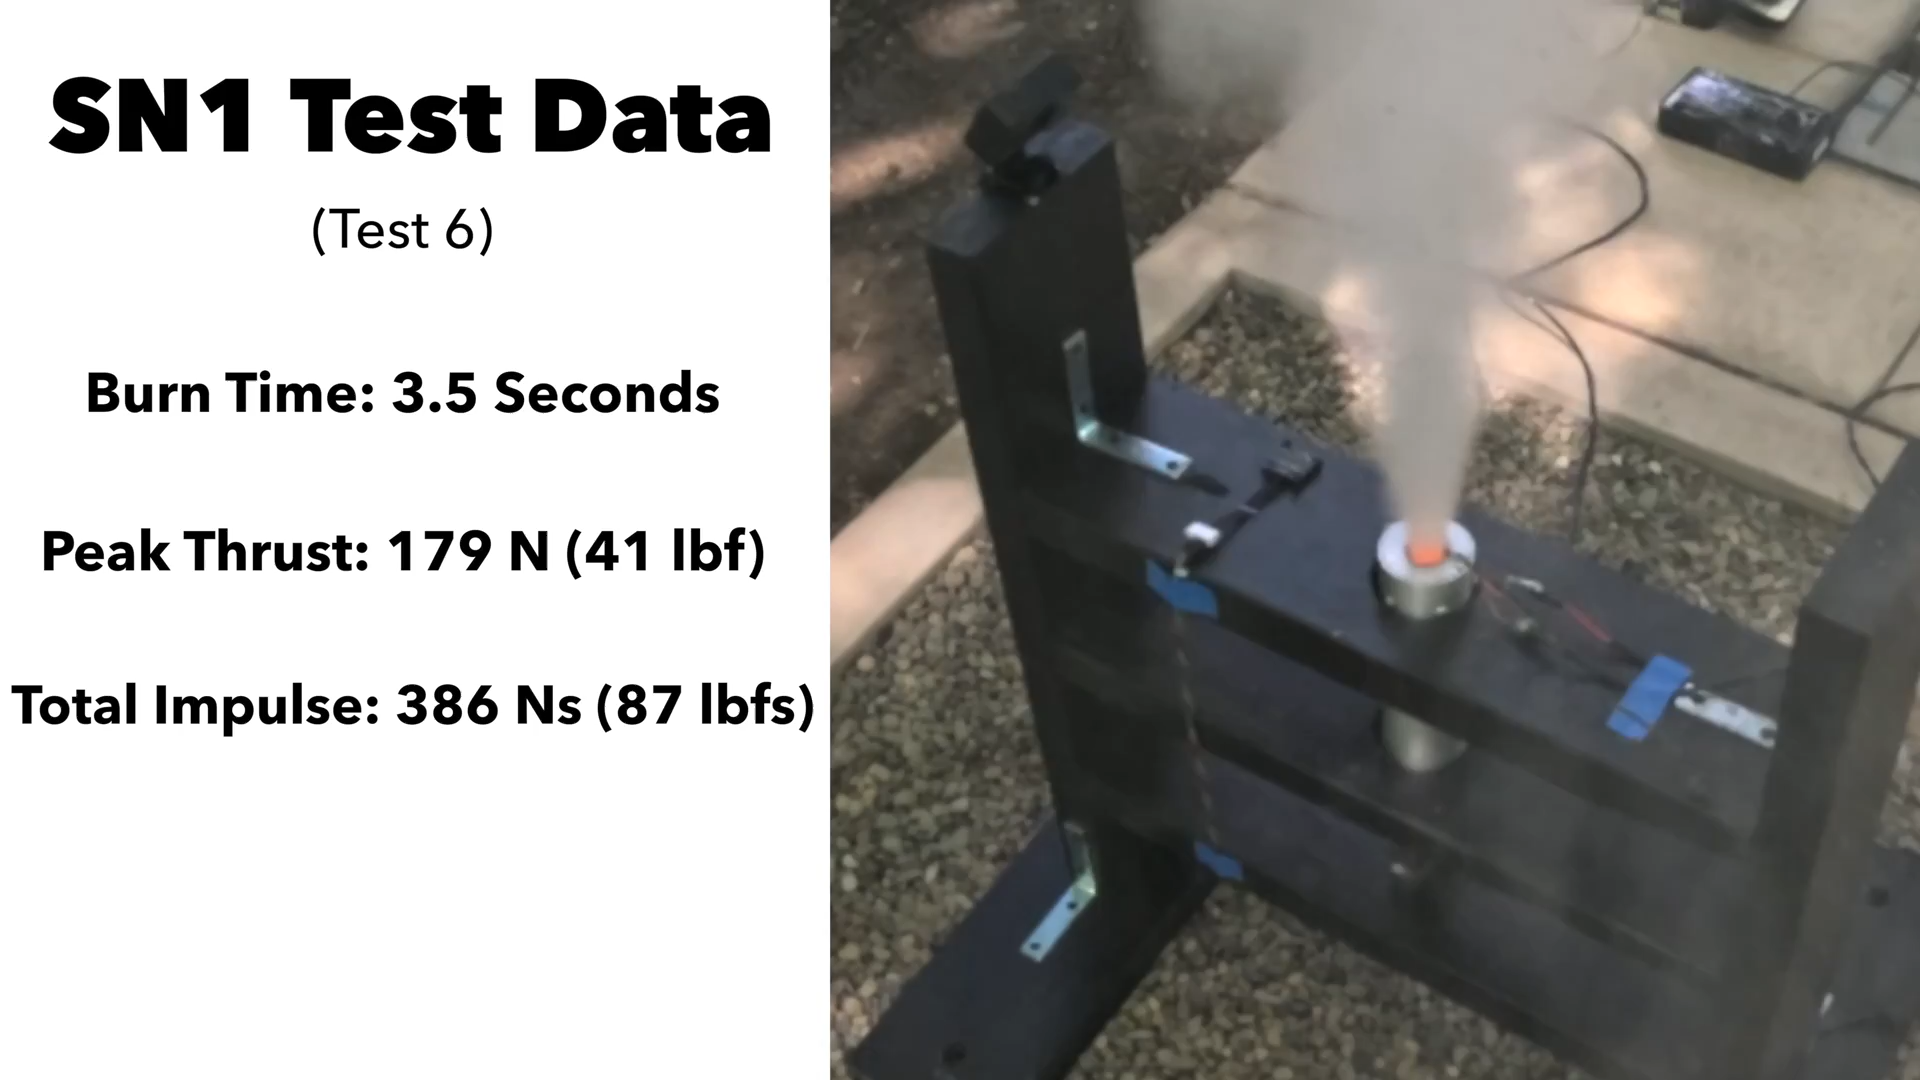 SN1 Test Data
(Test 6)
Burn Time: 3.5 Seconds
Peak Thrust: 179 N (41 lbf)
Total Impulse: 386 Ns (87 lbfs)